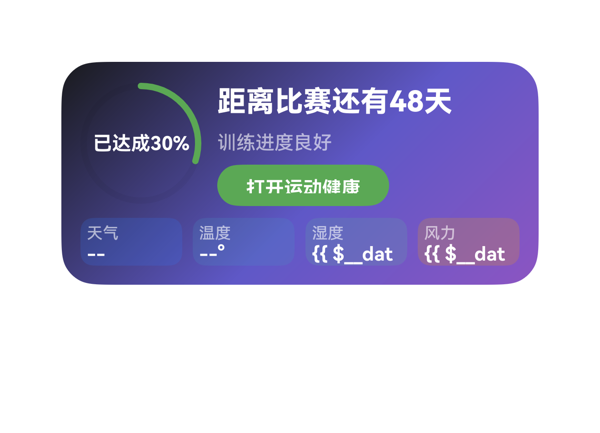 距离比赛还有48天
已达成30%
训练进度良好
打开运动健康
天气
--
温度
--°
湿度
{{ $__dat
风力
{{ $__dat